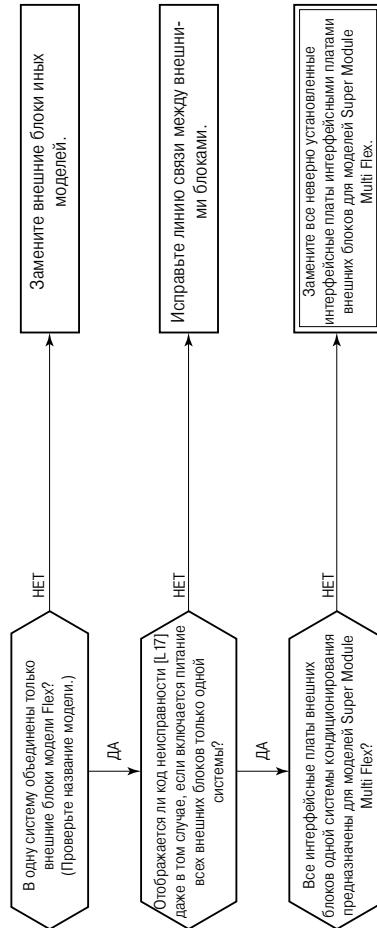 В одну систему объединены только
внешние блоки модели Flex?
(Проверьте название модели.)
НЕТ
Замените внешние блоки иных
моделей.
ДА
Отображается ли код неисправности [L17]
даже в том случае, если включается питание
всех внешних блоков только одной
системы?
НЕТ
Исправьте линию связи между внешни-
ми блоками.
ДА
Все интерфейсные платы внешних
блоков одной системы кондиционирования
предназначены для моделей Super Module
Multi Flex?
НЕТ
Замените все неверно установленные
интерфейсные платы интерфейсными платами
внешних блоков для моделей Super Module
Multi Flex.